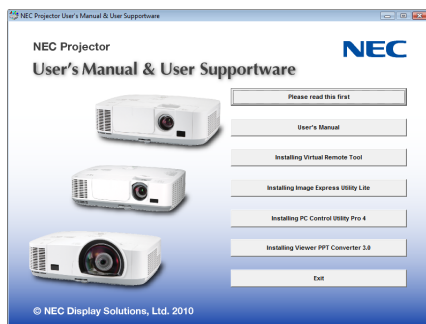 NEC Projector User's Manual & User Supportware
NEC Projector
NEC
User's Manual & User Supportware
Please read this first
User's Manual
Installing Virtual Remote Tool
Installing Image Express Utility Lite
Installing PC Control Utility Pro 4
Installing Viewer PPT Converter 3.0
Exit
© NEC Display Solutions, Ltd. 2010